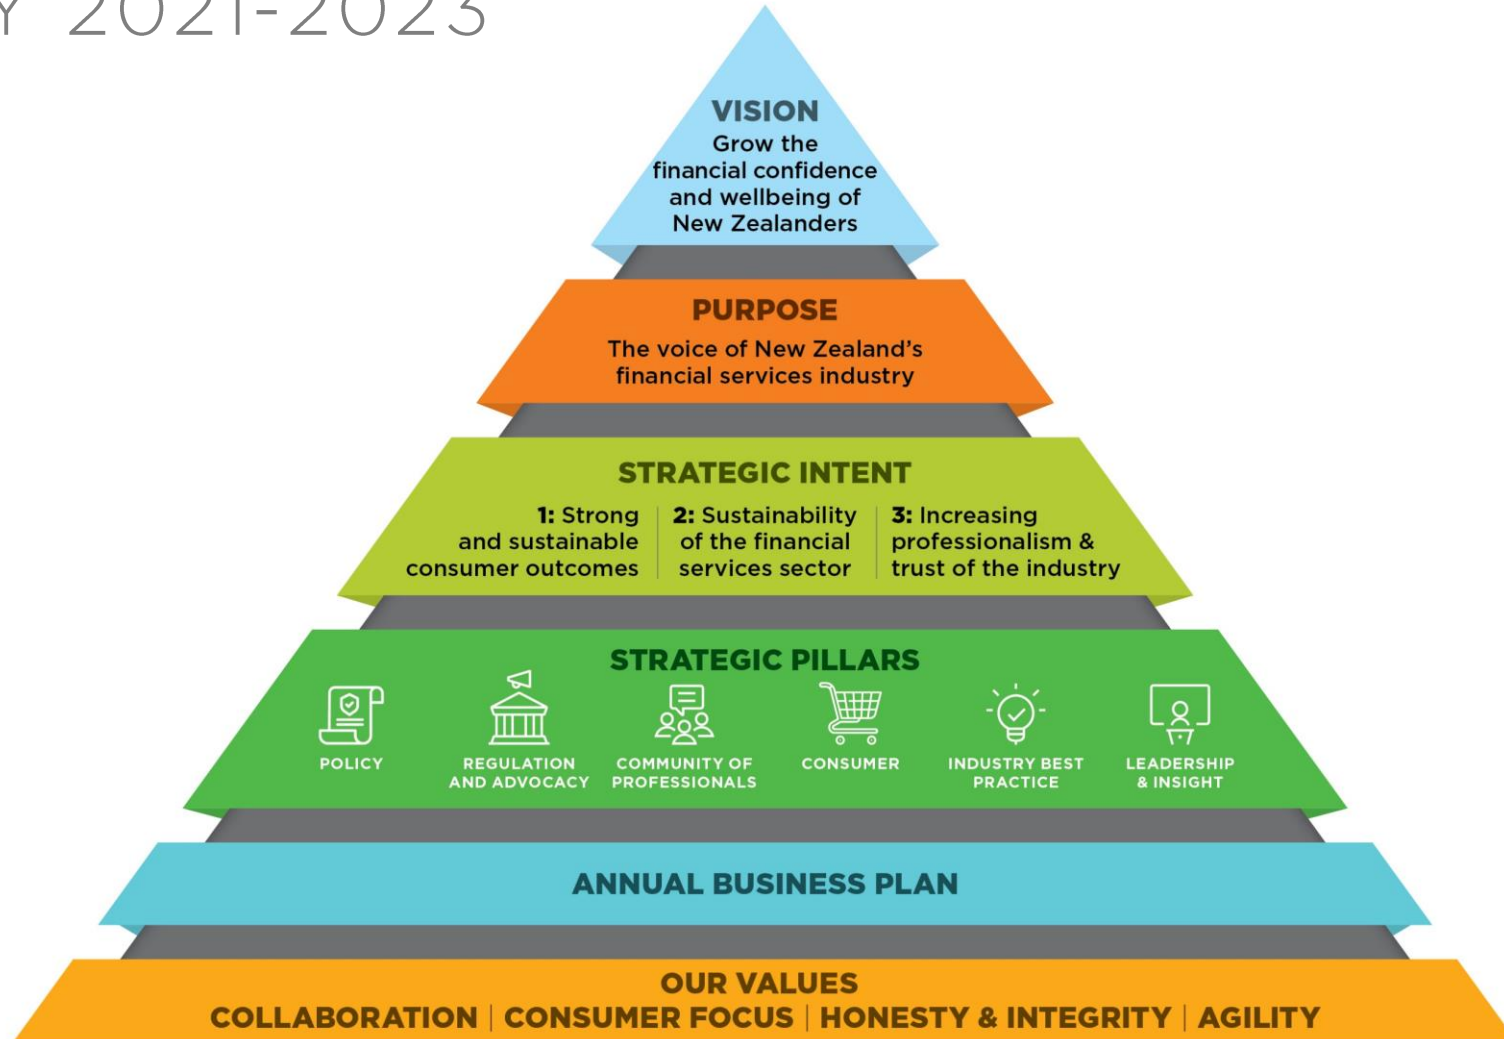 Y 2021-2023
VISION
Grow the
financial confidence
and wellbeing of
New Zealanders
PURPOSE
The voice of New Zealand's
financial services industry
STRATEGIC INTENT
1: Strong
and sustainable
consumer outcomes
2: Sustainability
of the financial
services sector
3: Increasing
professionalism &
trust of the industry
STRATEGIC PILLARS
POLICY
REGULATION
AND ADVOCACY
COMMUNITY OF
PROFESSIONALS
CONSUMER
INDUSTRY BEST
PRACTICE
LEADERSHIP
& INSIGHT
ANNUAL BUSINESS PLAN
OUR VALUES
COLLABORATION | CONSUMER FOCUS | HONESTY & INTEGRITY | AGILITY